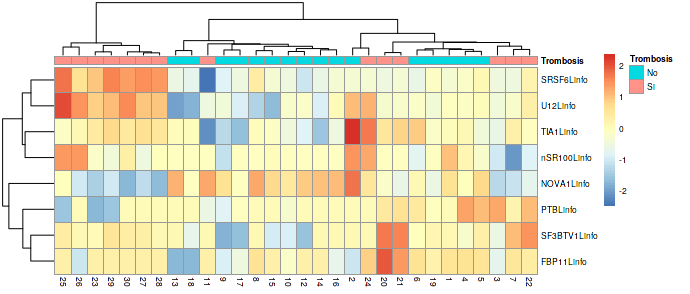 Trombosis
SRSF6Linfo
U12Linfo
TIA1Linfo
nSR100Linfo
NOVA1Linfo
PTBLinfo
SF3BTV1Linfo
FBP11Linfo
25 26 23 29 30 27 28 13 18 11 9 17 8 15 10 12 14 16 2 24 20 21 6 19 1 4 5 3 7 22
2
1
0
-1
-2
Trombosis
No
SI